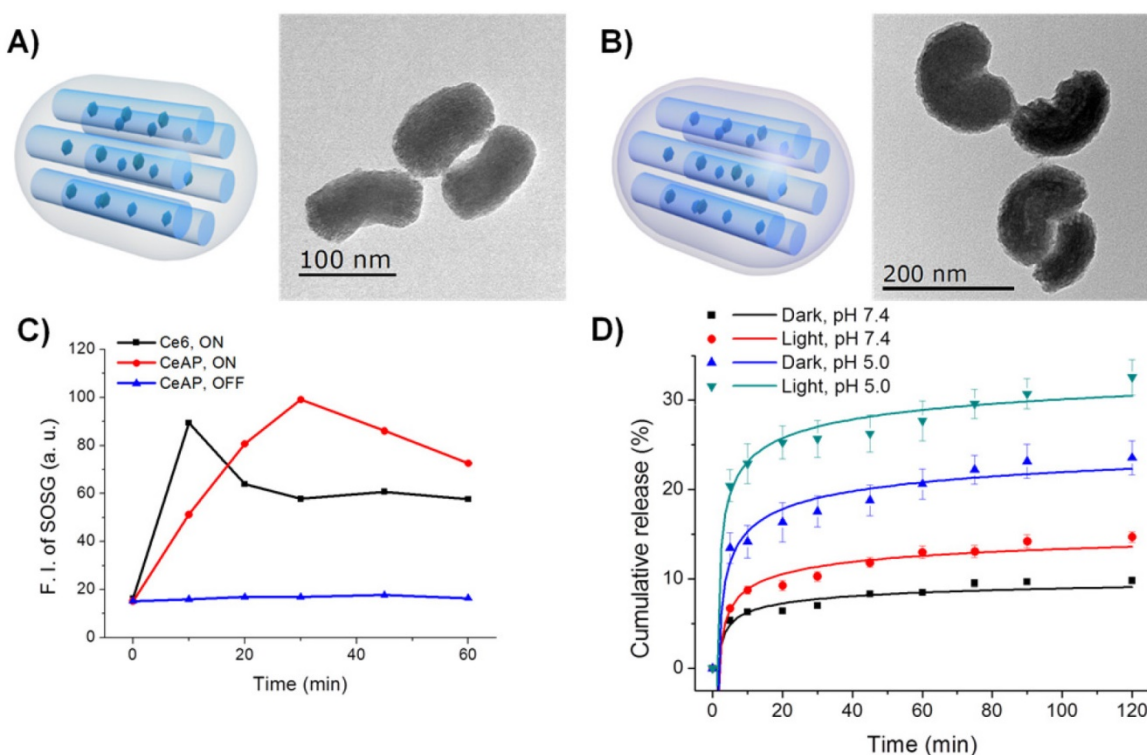 A)
100 nm
B)
200 nm
C)
Ce6, ON
CeAP, ON
CeAP, OFF
F. I. of SOSG (a. u.)
120
100
80
60
40
20
0
0 20 40 60
Time (min)
D)
Dark, pH 7.4
Light, pH 7.4
Dark, pH 5.0
Light, pH 5.0
Cumulative release (%)
30
20
10
0
0 20 40 60 80 100 120
Time (min)